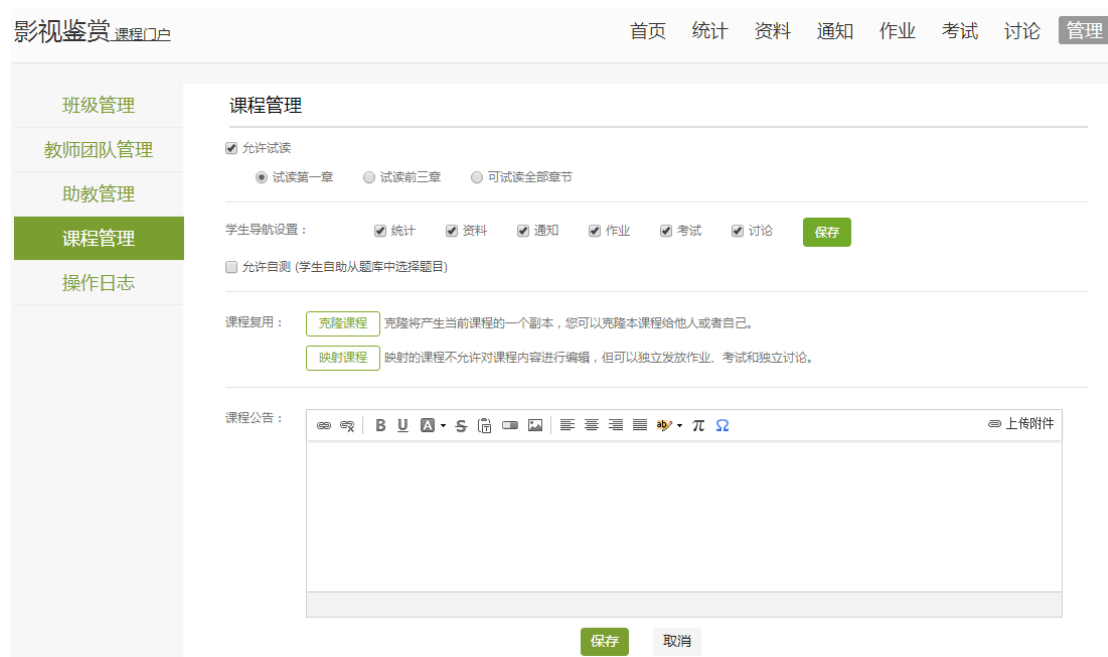 影视鉴赏 课程门户 首页 统计 资料 通知 作业 考试 讨论 管理
班级管理
教师团队管理
助教管理
课程管理
操作日志
课程管理
允许试读
试读第一章 试读前三章 可试读全部章节
学生导航设置： 统计 资料 通知 作业 考试 讨论 保存
允许自测 (学生自助从题库中选择题目)
课程复用： 克隆课程 克隆将产生当前课程的一个副本，您可以克隆本课程给他人或者自己。
映射课程 映射的课程不允许对课程内容进行编辑，但可以独立发放作业、考试和独立讨论。
课程公告： B U A S T ab π Ω 上传附件
保存 取消